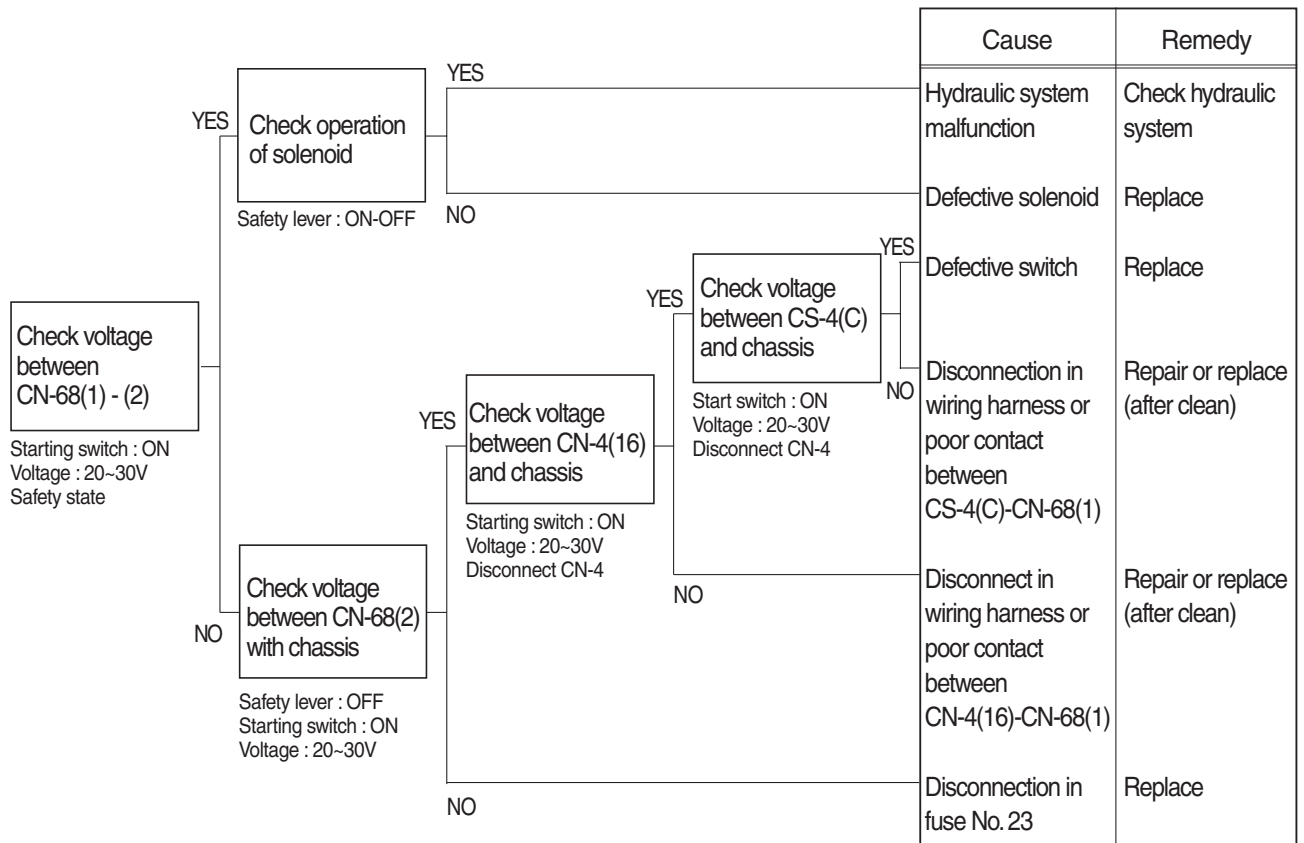 Cause
Remedy
YES
Hydraulic system
malfunction
Check hydraulic
system
YES
Check operation
of solenoid
Safety lever : ON-OFF
NO
Defective solenoid
Replace
YES
Defective switch
Replace
YES
Check voltage
between CS-4(C)
and chassis
Start switch : ON
Voltage : 20~30V
Disconnect CN-4
NO
Disconnection in
wiring harness or
poor contact
between
CS-4(C)-CN-68(1)
Repair or replace
(after clean)
Check voltage
between
CN-68(1) - (2)
Starting switch : ON
Voltage : 20~30V
Safety state
YES
Check voltage
between CN-4(16)
and chassis
Starting switch : ON
Voltage : 20~30V
Disconnect CN-4
NO
Disconnect in
wiring harness or
poor contact
between
CN-4(16)-CN-68(1)
Repair or replace
(after clean)
NO
Check voltage
between CN-68(2)
with chassis
Safety lever : OFF
Starting switch : ON
Voltage : 20~30V
NO
Disconnection in
fuse No. 23
Replace